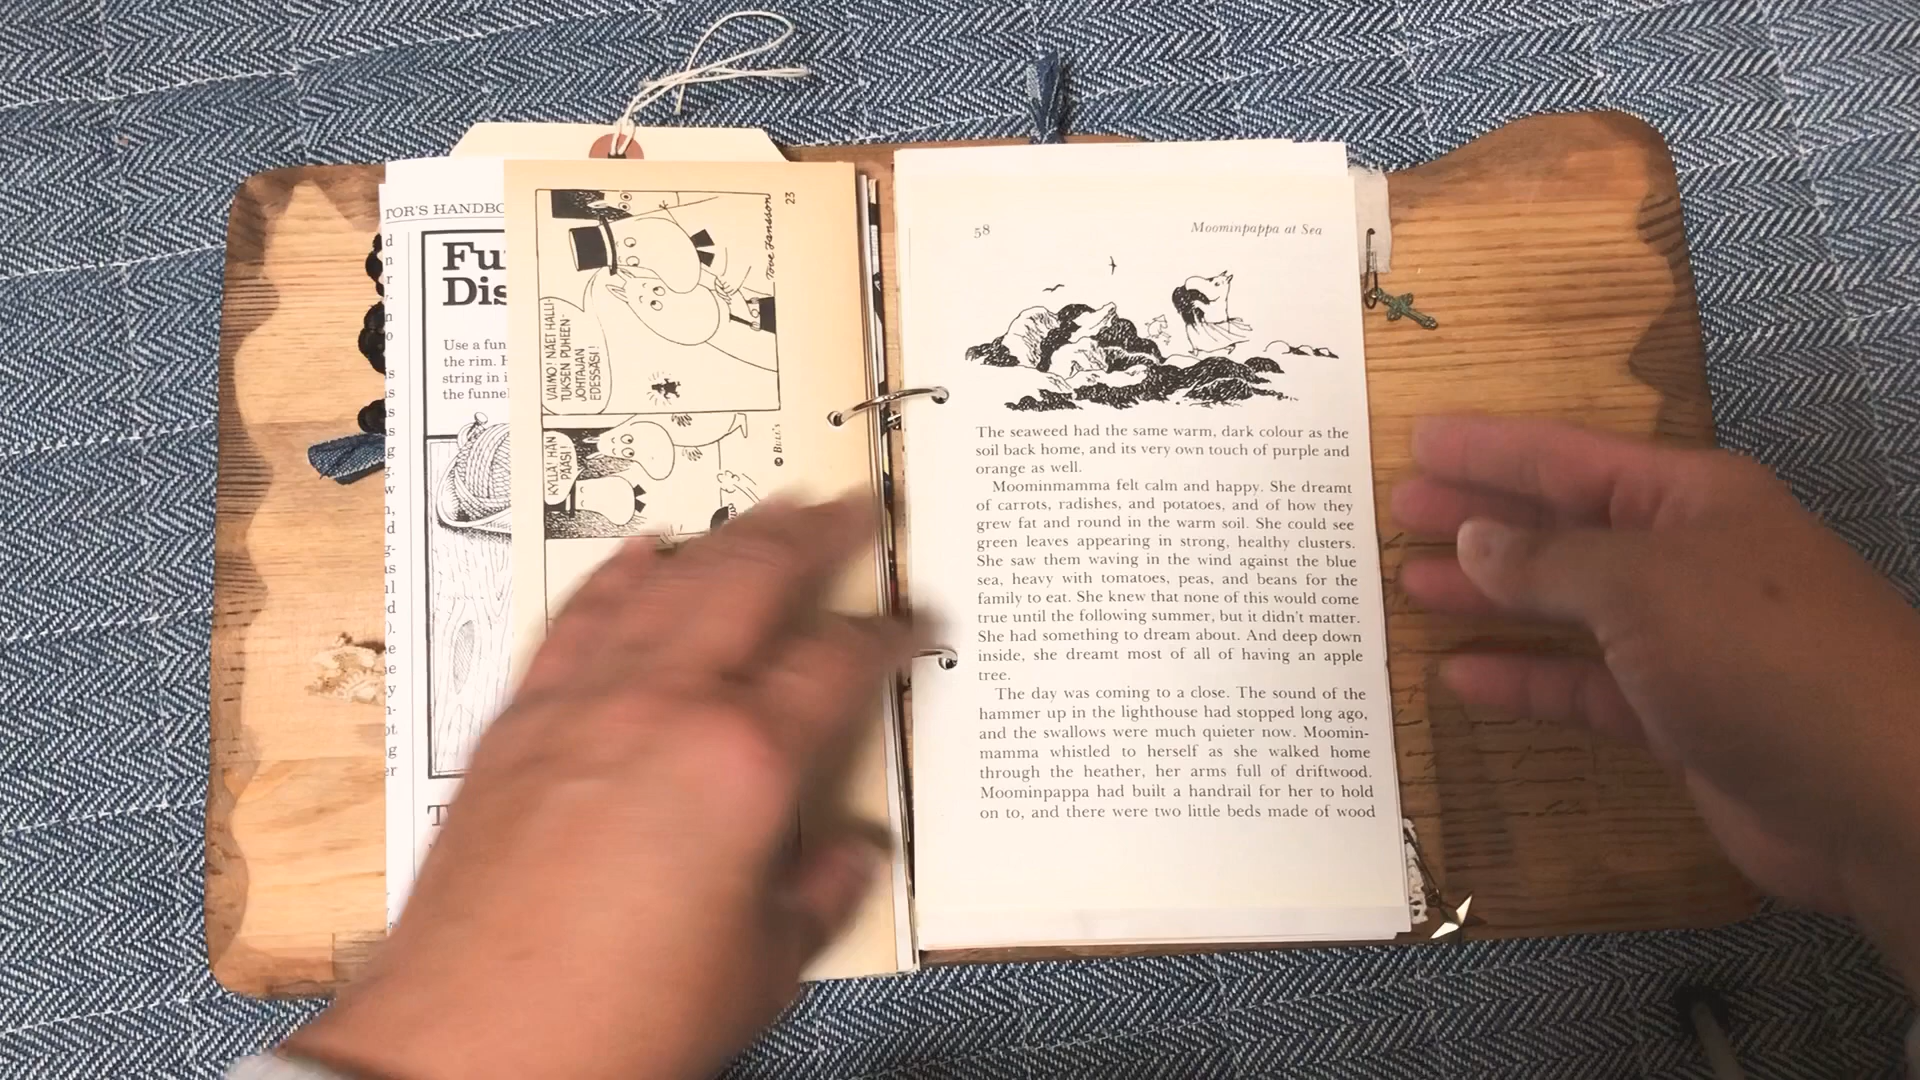 TOR'S HANDBO
Fu
Dis
Use a fun
the rim. H
string in i
the funnel
23
Tove Jansson
VAIMO! NÄET HALLI-
TUKSEN PUHEEN-
JOHTAJAN
EDESSÄSI!
© BULL'S
KYLLÄ! HÄN
PÄÄSI!
58
Moominpappa at Sea
The seaweed had the same warm, dark colour as the
soil back home, and its very own touch of purple and
orange as well.
Moominmamma felt calm and happy. She dreamt
of carrots, radishes, and potatoes, and of how they
grew fat and round in the warm soil. She could see
green leaves appearing in strong, healthy clusters.
She saw them waving in the wind against the blue
sea, heavy with tomatoes, peas, and beans for the
family to eat. She knew that none of this would come
true until the following summer, but it didn't matter.
She had something to dream about. And deep down
inside, she dreamt most of all of having an apple
tree.
The day was coming to a close. The sound of the
hammer up in the lighthouse had stopped long ago,
and the swallows were much quieter now. Moomin-
mamma whistled to herself as she walked home
through the heather, her arms full of driftwood.
Moominpappa had built a handrail for her to hold
on to, and there were two little beds made of wood